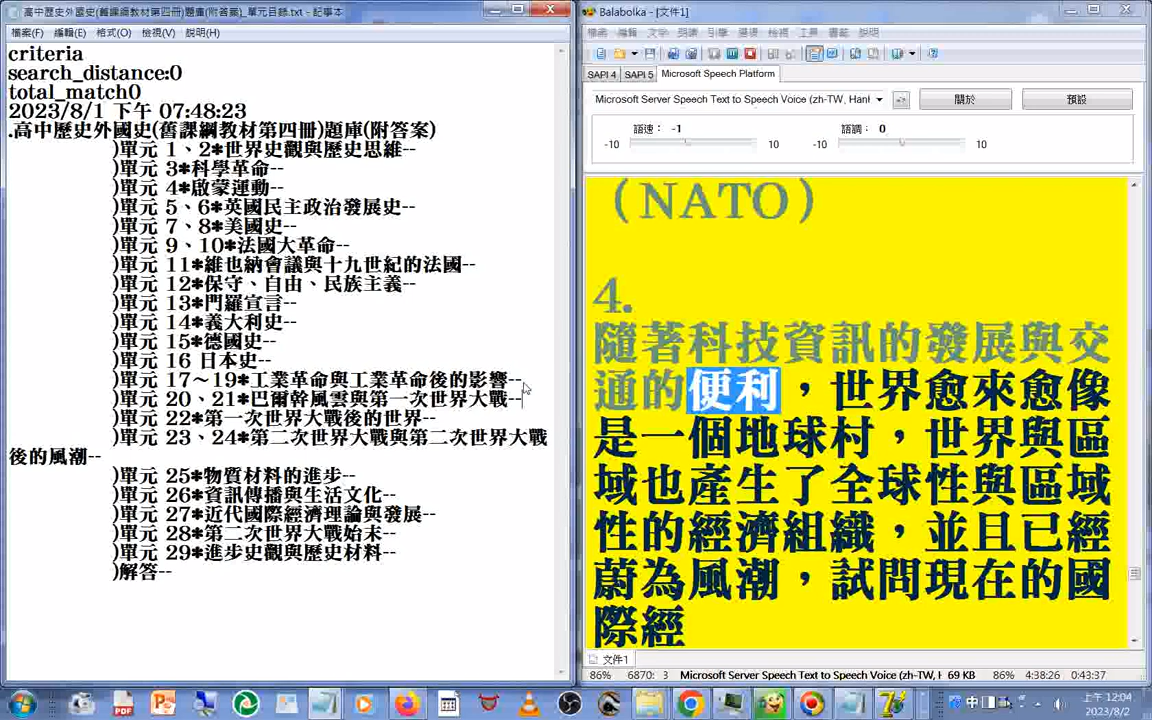 高中歷史外國史(舊課綱教材第四冊)題庫(附答案)_單元目錄.txt - 記事本
檔案(F) 編輯(E) 格式(O) 檢視(V) 說明(H)
criteria
search_distance:0
total_match0
2023/8/1 下午 07:48:23
.高中歷史外國史(舊課綱教材第四冊)題庫(附答案)
)單元 1、2*世界史觀與歷史思維--
)單元 3*科學革命--
)單元 4*啟蒙運動--
)單元 5、6*英國民主政治發展史--
)單元 7、8*美國史--
)單元 9、10*法國大革命--
)單元 11*維也納會議與十九世紀的法國--
)單元 12*保守、自由、民族主義--
)單元 13*門羅宣言--
)單元 14*義大利史--
)單元 15*德國史--
)單元 16 日本史--
)單元 17～19*工業革命與工業革命後的影響--
)單元 20、21*巴爾幹風雲與第一次世界大戰--
)單元 22*第一次世界大戰後的世界--
)單元 23、24*第二次世界大戰與第二次世界大戰
後的風潮--
)單元 25*物質材料的進步--
)單元 26*資訊傳播與生活文化--
)單元 27*近代國際經濟理論與發展--
)單元 28*第二次世界大戰始末--
)單元 29*進步史觀與歷史材料--
)解答--
Balabolka - [文件1]
檔案 編輯 文字 朗讀 引擎 選項 檢視 工具 書籤 說明
SAPI 4 SAPI 5 Microsoft Speech Platform
Microsoft Server Speech Text to Speech Voice (zh-TW, Hanl 關於 預設
語速： -1 語調： 0
-10 10 -10 10
（NATO）
4.
隨著科技資訊的發展與交
通的便利，世界愈來愈像
是一個地球村，世界與區
域也產生了全球性與區域
性的經濟組織，並且已經
蔚為風潮，試問現在的國
際經
文件1
86% 6870: 3 Microsoft Server Speech Text to Speech Voice (zh-TW, H 69 KB 86% 4:38:26 0:43:37
中
上午 12:04
2023/8/2